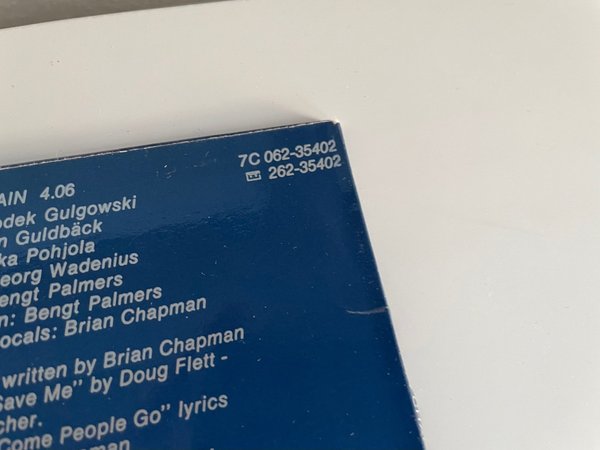 7C 062-35402
262-35402
AIN 4.06
odek Gulgowski
n Guldbäck
ka Pohjola
eorg Wadenius
engt Palmers
n: Bengt Palmers
ocals: Brian Chapman
written by Brian Chapman
Save Me" by Doug Flett -
cher.
Come People Go" lyrics